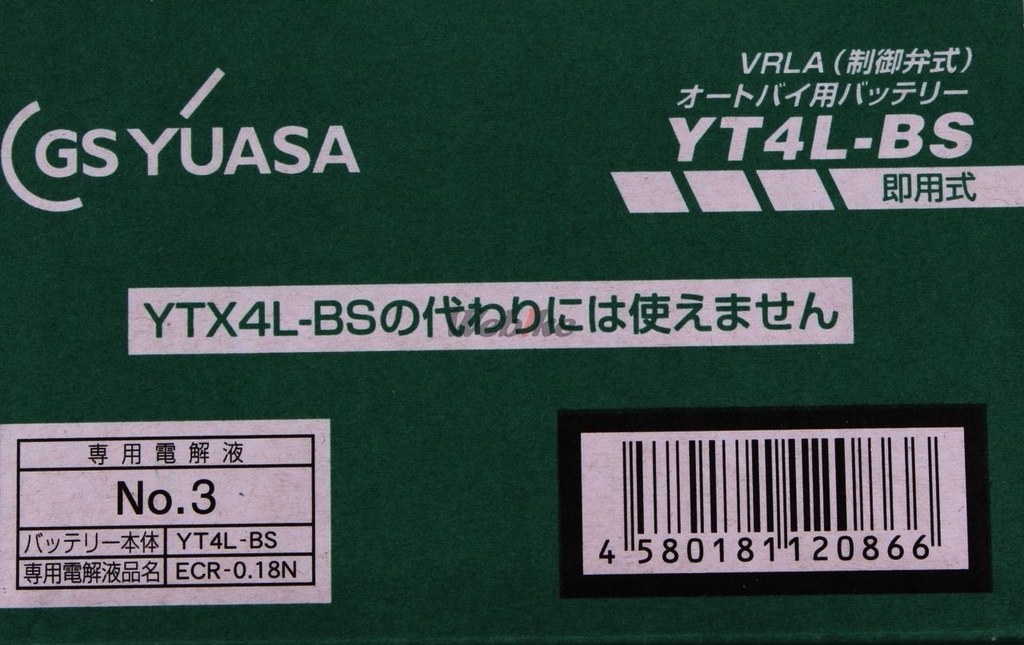 GS YUASA
VRLA（制御弁式）
オートバイ用バッテリー
YT4L-BS
即用式
YTX4L-BSの代わりには使えません
Webike
専用電解液
No.3
バッテリー本体 YT4L-BS
専用電解液品名 ECR-0.18N
4 580181 120866